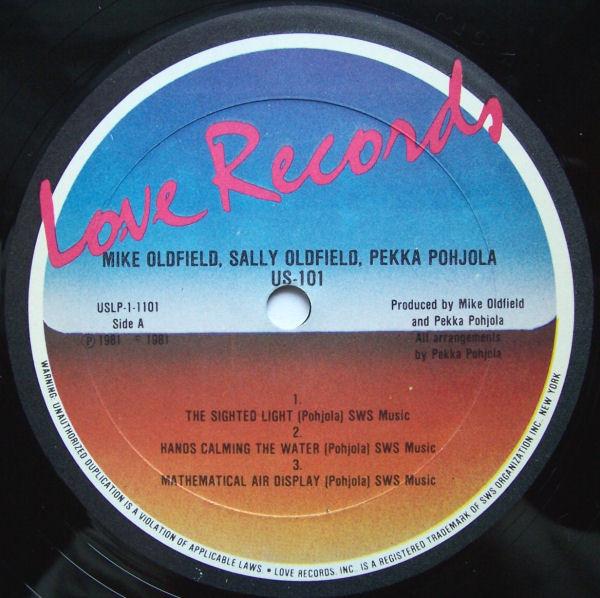 Love Records
MIKE OLDFIELD, SALLY OLDFIELD, PEKKA POHJOLA
US-101
USLP-1-1101
Side A
℗ 1981 © 1981
Produced by Mike Oldfield
and Pekka Pohjola
All arrangements
by Pekka Pohjola
1.
THE SIGHTED LIGHT (Pohjola) SWS Music
2.
HANDS CALMING THE WATER (Pohjola) SWS Music
3.
MATHEMATICAL AIR DISPLAY (Pohjola) SWS Music
WARNING: UNAUTHORIZED DUPLICATION IS A VIOLATION OF APPLICABLE LAWS. • LOVE RECORDS, INC. IS A REGISTERED TRADEMARK OF SWS ORGANIZATION INC. NEW YORK